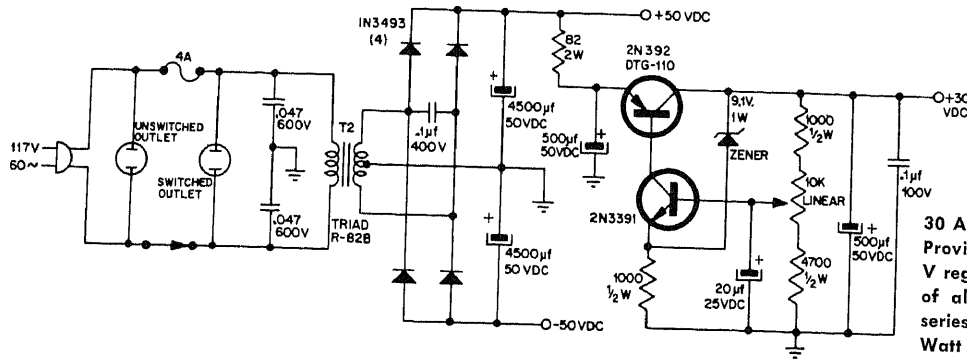 IN3493
(4)
+50 VDC
4A
82
2W
2N392
DTG-110
+30
VDC
.047
600V
.1µf
400V
4500µf
50VDC
500µf
50VDC
9.1V,
1W
ZENER
1000
½W
.1µf
100V
UNSWITCHED
OUTLET
T2
117V
60~
SWITCHED
OUTLET
10K
LINEAR
2N3391
.047
600V
TRIAD
R-82B
4500µf
50VDC
1000
½W
20µf
25VDC
4700
½W
500µf
50VDC
-50VDC
30 A
Provi
V reg
of al
series
Watt